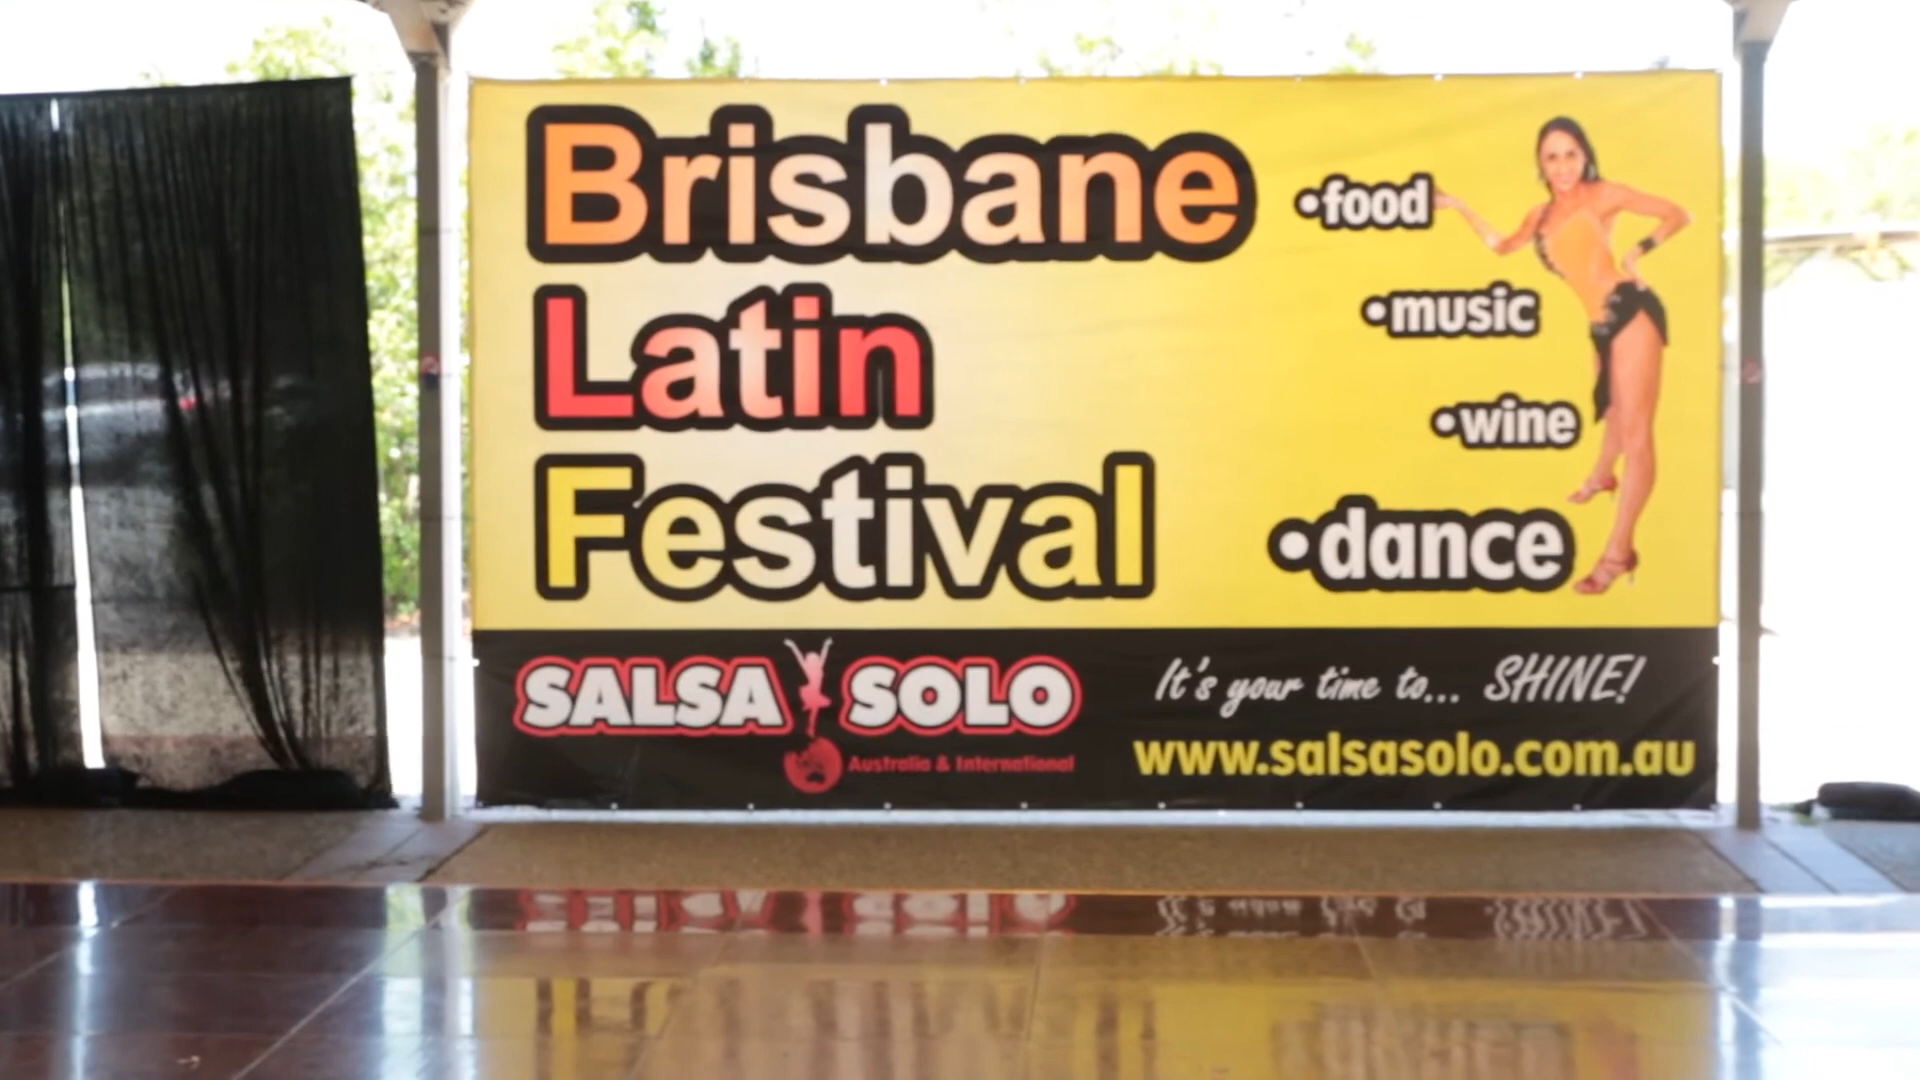 Brisbane
Latin
Festival
•food
•music
•wine
•dance
SALSA SOLO
Australia & International
It's your time to... SHINE!
www.salsasolo.com.au